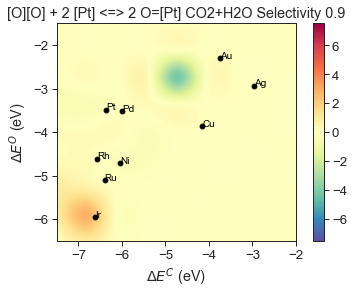 [O][O] + 2 [Pt] <=> 2 O=[Pt] CO2+H2O Selectivity 0.9
−2
−3
−4
−5
−6
ΔE^O (eV)
Au
Ag
Pt
Pd
Cu
Rh
Ni
Ru
Ir
−7
−6
−5
−4
−3
−2
ΔE^C (eV)
6
4
2
0
−2
−4
−6